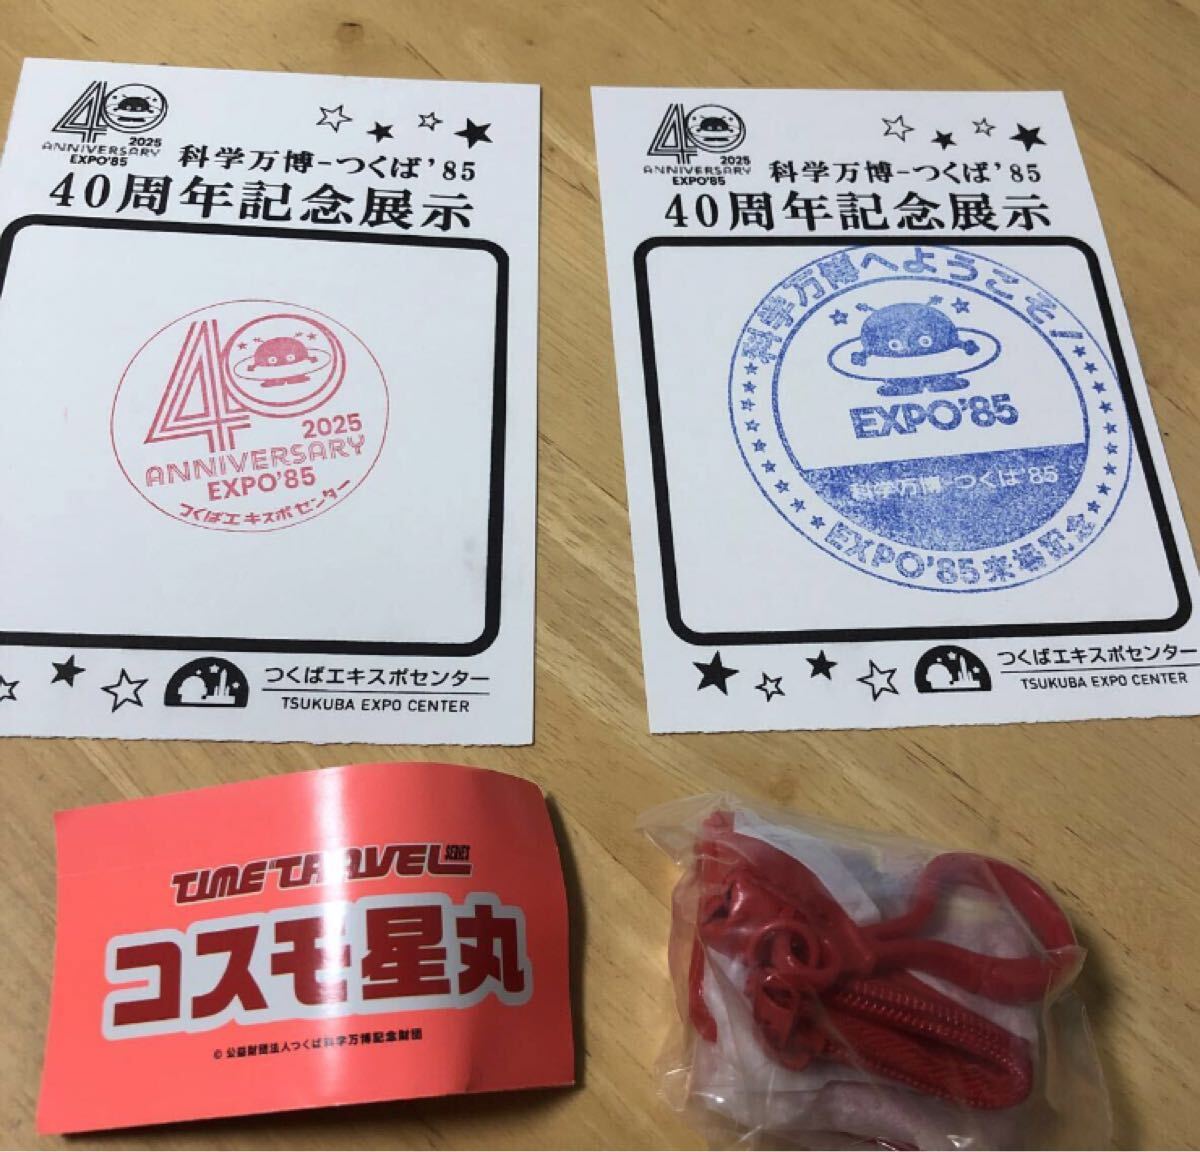 40
2025
ANNIVERSARY
EXPO'85
科学万博-つくば'85
40周年記念展示
40
2025
ANNIVERSARY
EXPO'85
つくばエキスポセンター
つくばエキスポセンター
TSUKUBA EXPO CENTER
40
2025
ANNIVERSARY
EXPO'85
科学万博-つくば'85
40周年記念展示
科学万博へようこそ!
EXPO'85
科学万博-つくば'85
EXPO'85来場記念
つくばエキスポセンター
TSUKUBA EXPO CENTER
TIME TRAVEL SERIES
コスモ星丸
© 公益財団法人つくば科学万博記念財団